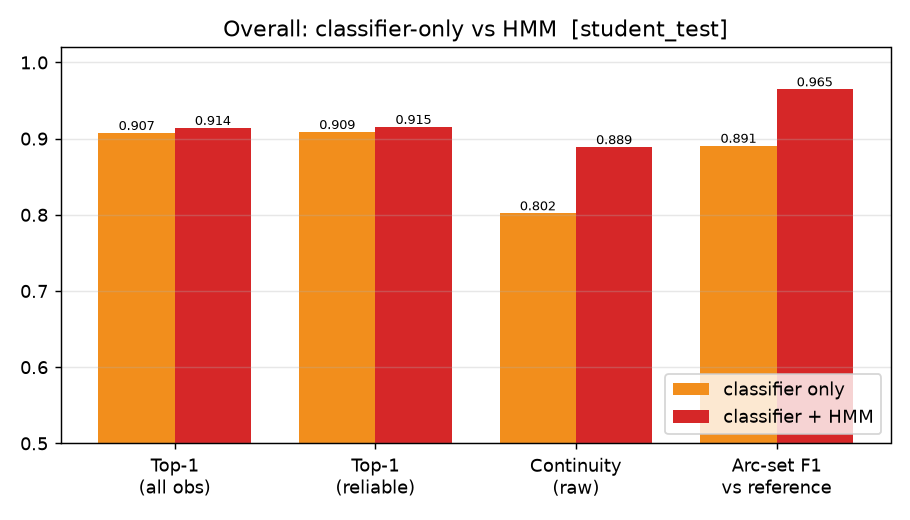 Overall: classifier-only vs HMM  [student_test]
1.0
0.9
0.8
0.7
0.6
0.5
0.907
0.914
0.909
0.915
0.802
0.889
0.891
0.965
classifier only
classifier + HMM
Top-1
(all obs)
Top-1
(reliable)
Continuity
(raw)
Arc-set F1
vs reference